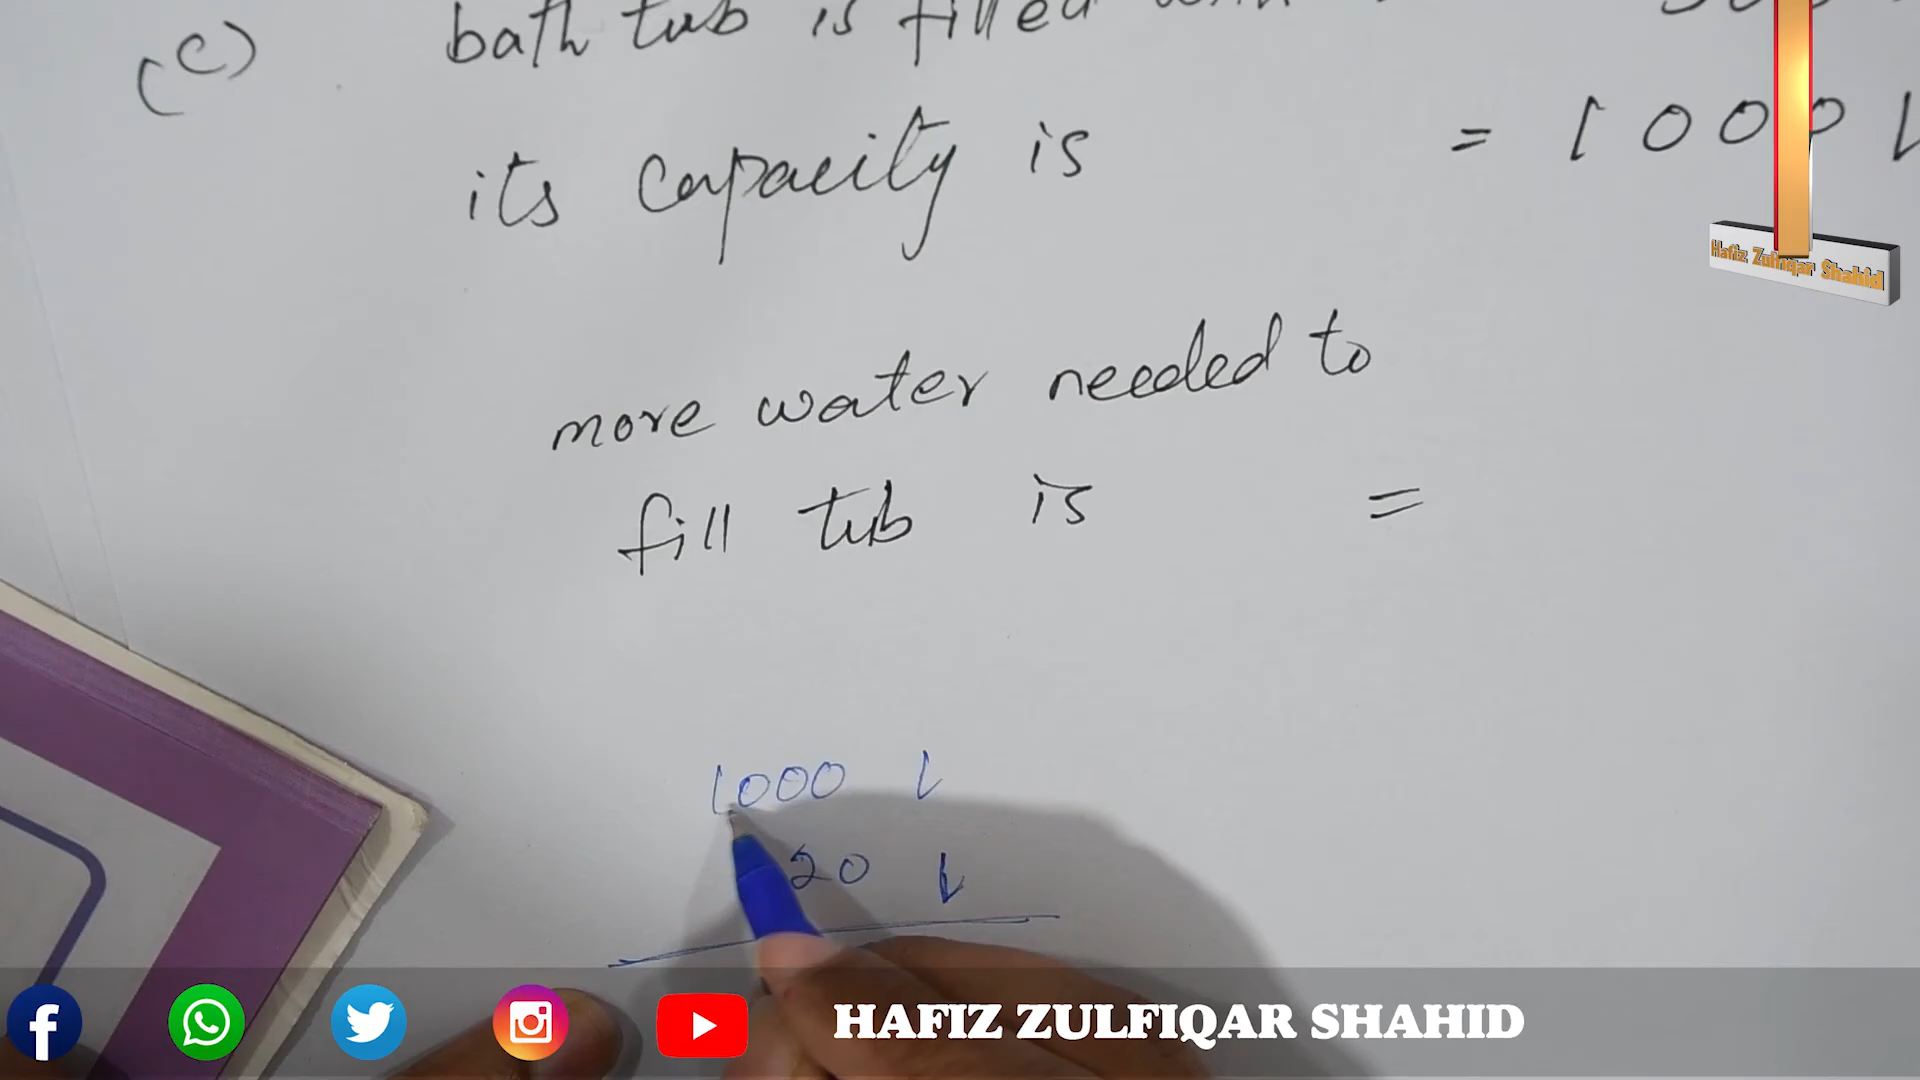 (c) bath tub is filled
its capacity is = 1000 l
Hafiz Zulfiqar Shahid
more water needed to
fill tub is =
1000 l
20 l
HAFIZ ZULFIQAR SHAHID